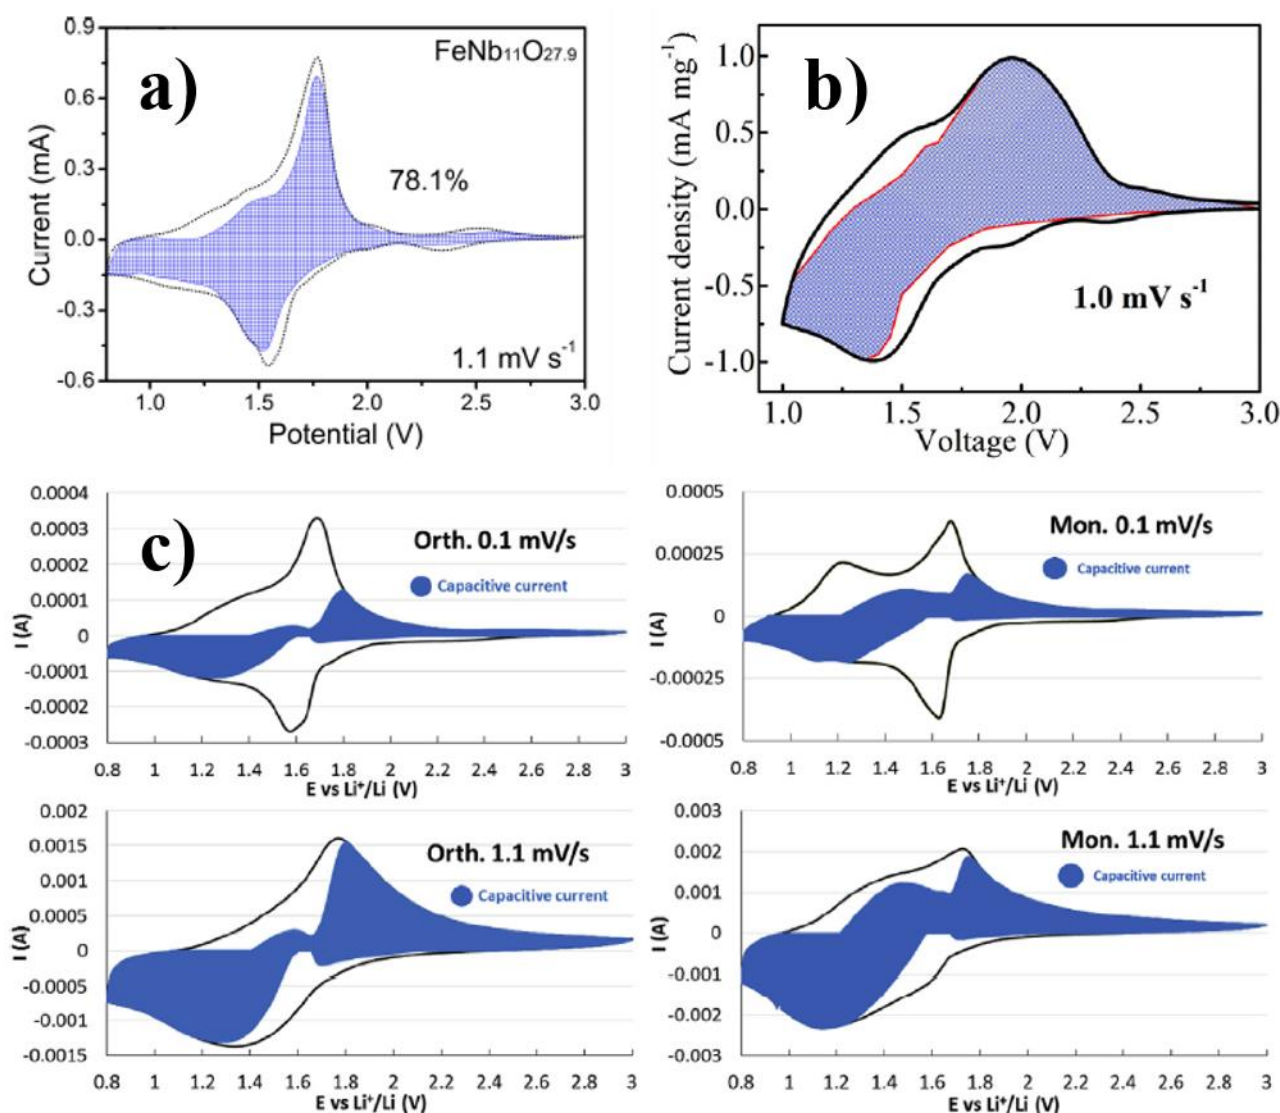 a)
FeNb₁₁O₂₇.₉
0.9
0.6
0.3
0.0
-0.3
-0.6
Current (mA)
78.1%
1.1 mV s⁻¹
1.0 1.5 2.0 2.5 3.0
Potential (V)
b)
1.0
0.5
0.0
-0.5
-1.0
Current density (mA mg⁻¹)
1.0 mV s⁻¹
1.0 1.5 2.0 2.5 3.0
Voltage (V)
c)
0.0004
0.0003
0.0002
0.0001
0
-0.0001
-0.0002
-0.0003
I (A)
Orth. 0.1 mV/s
Capacitive current
0.8 1 1.2 1.4 1.6 1.8 2 2.2 2.4 2.6 2.8 3
E vs Li⁺/Li (V)
0.0005
0.00025
0
-0.00025
-0.0005
I (A)
Mon. 0.1 mV/s
Capacitive current
0.8 1 1.2 1.4 1.6 1.8 2 2.2 2.4 2.6 2.8 3
E vs Li⁺/Li (V)
0.002
0.0015
0.001
0.0005
0
-0.0005
-0.001
-0.0015
I (A)
Orth. 1.1 mV/s
Capacitive current
0.8 1 1.2 1.4 1.6 1.8 2 2.2 2.4 2.6 2.8 3
E vs Li⁺/Li (V)
0.003
0.002
0.001
0
-0.001
-0.002
-0.003
I (A)
Mon. 1.1 mV/s
Capacitive current
0.8 1 1.2 1.4 1.6 1.8 2 2.2 2.4 2.6 2.8 3
E vs Li⁺/Li (V)